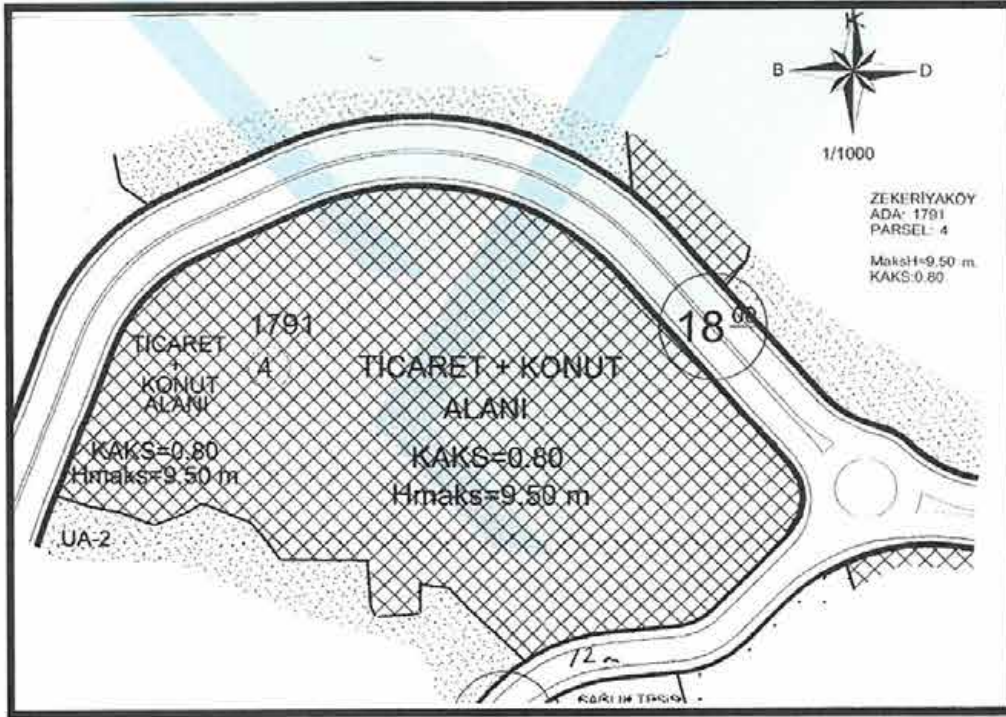 K
B D
1/1000
ZEKERİYAKÖY
ADA: 1791
PARSEL: 4
MaksH=9.50 m.
KAKS:0.80
18 00
1791
4
TİCARET
+
KONUT
ALANI
KAKS=0.80
Hmaks=9.50 m
TİCARET + KONUT
ALANI
KAKS=0.80
Hmaks=9.50 m
UA-2
12 m